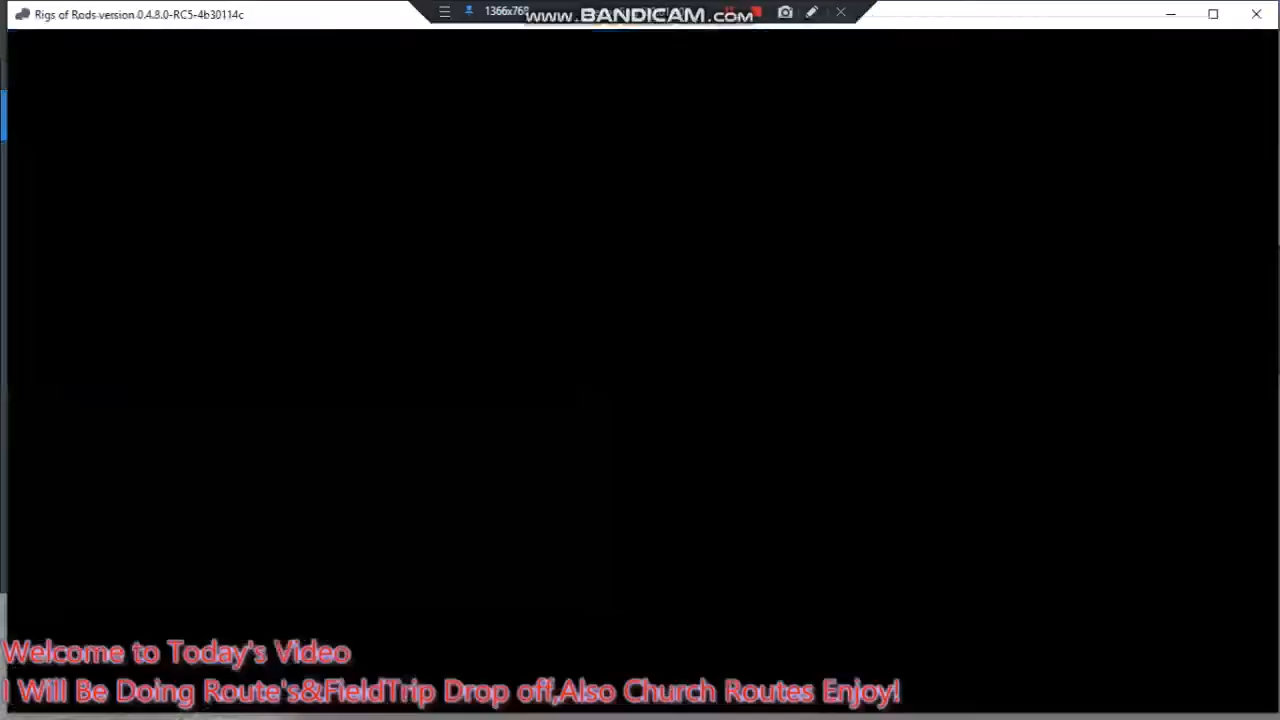 Rigs of Rods version 0.4.8.0-RC5-4b30114c
1366x768
www.BANDICAM.com
Welcome to Today's Video
I Will Be Doing Route's&FieldTrip Drop off,Also Church Routes Enjoy!